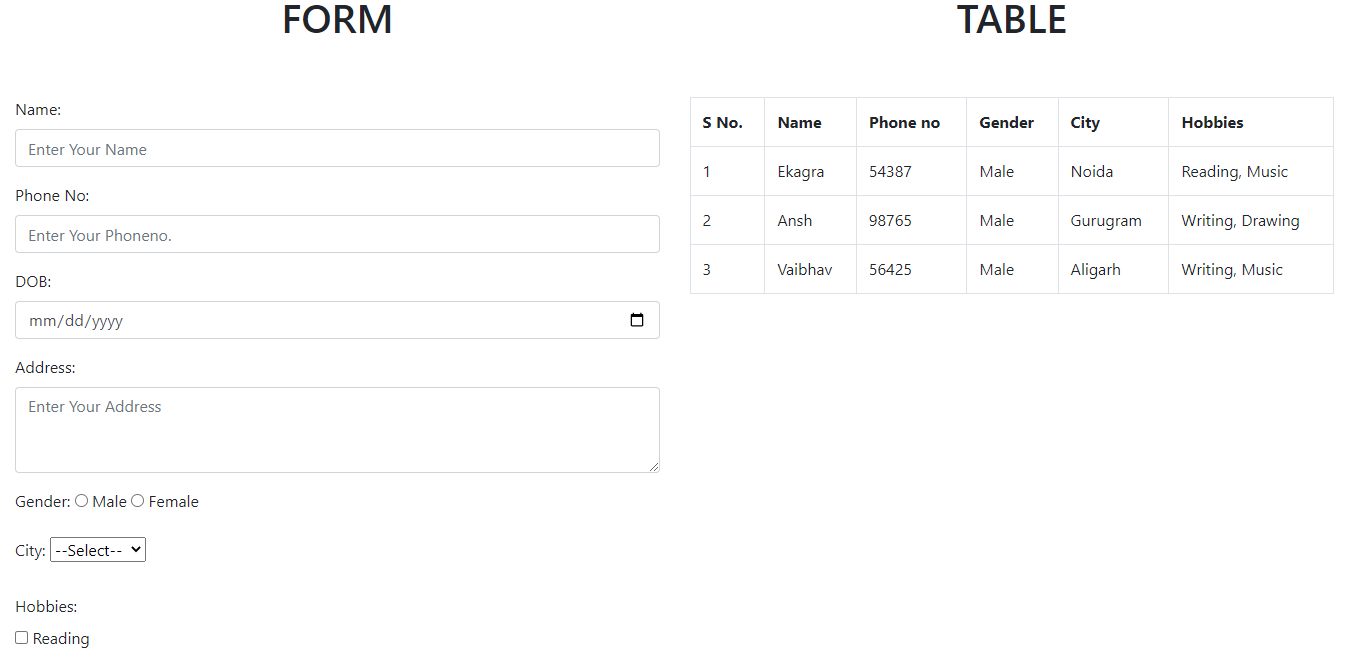 FORM
Name:
Enter Your Name
Phone No:
Enter Your Phoneno.
DOB:
mm/dd/yyyy
Address:
Enter Your Address
Gender: Male Female
City: --Select--
Hobbies:
Reading
TABLE
S No. Name Phone no Gender City Hobbies
1 Ekagra 54387 Male Noida Reading, Music
2 Ansh 98765 Male Gurugram Writing, Drawing
3 Vaibhav 56425 Male Aligarh Writing, Music